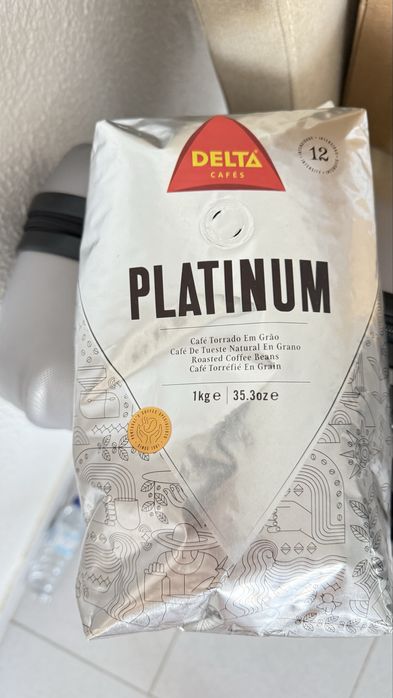 DELTA
CAFÉS
12
PLATINUM
Café Torrado Em Grão
Café De Tueste Natural En Grano
Roasted Coffee Beans
Café Torréfié En Grain
1kg e 35.3oz e